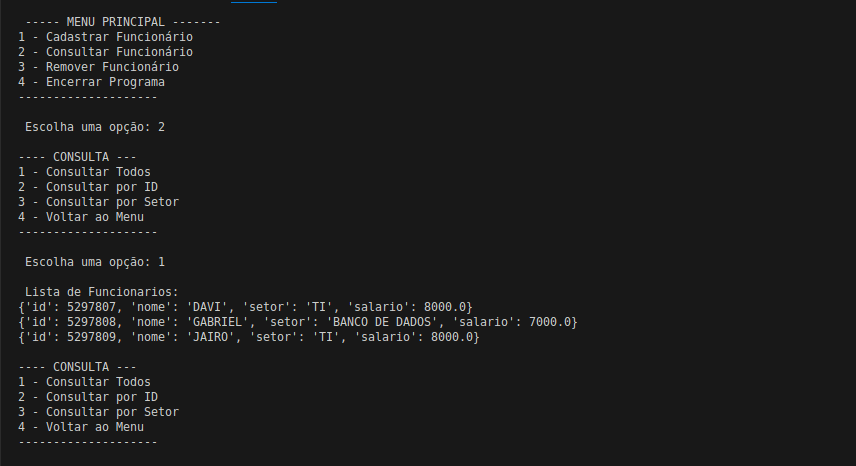 ----- MENU PRINCIPAL -------
1 - Cadastrar Funcionário
2 - Consultar Funcionário
3 - Remover Funcionário
4 - Encerrar Programa
--------------------
Escolha uma opção: 2
---- CONSULTA ---
1 - Consultar Todos
2 - Consultar por ID
3 - Consultar por Setor
4 - Voltar ao Menu
--------------------
Escolha uma opção: 1
Lista de Funcionarios:
{'id': 5297807, 'nome': 'DAVI', 'setor': 'TI', 'salario': 8000.0}
{'id': 5297808, 'nome': 'GABRIEL', 'setor': 'BANCO DE DADOS', 'salario': 7000.0}
{'id': 5297809, 'nome': 'JAIRO', 'setor': 'TI', 'salario': 8000.0}
---- CONSULTA ---
1 - Consultar Todos
2 - Consultar por ID
3 - Consultar por Setor
4 - Voltar ao Menu
--------------------